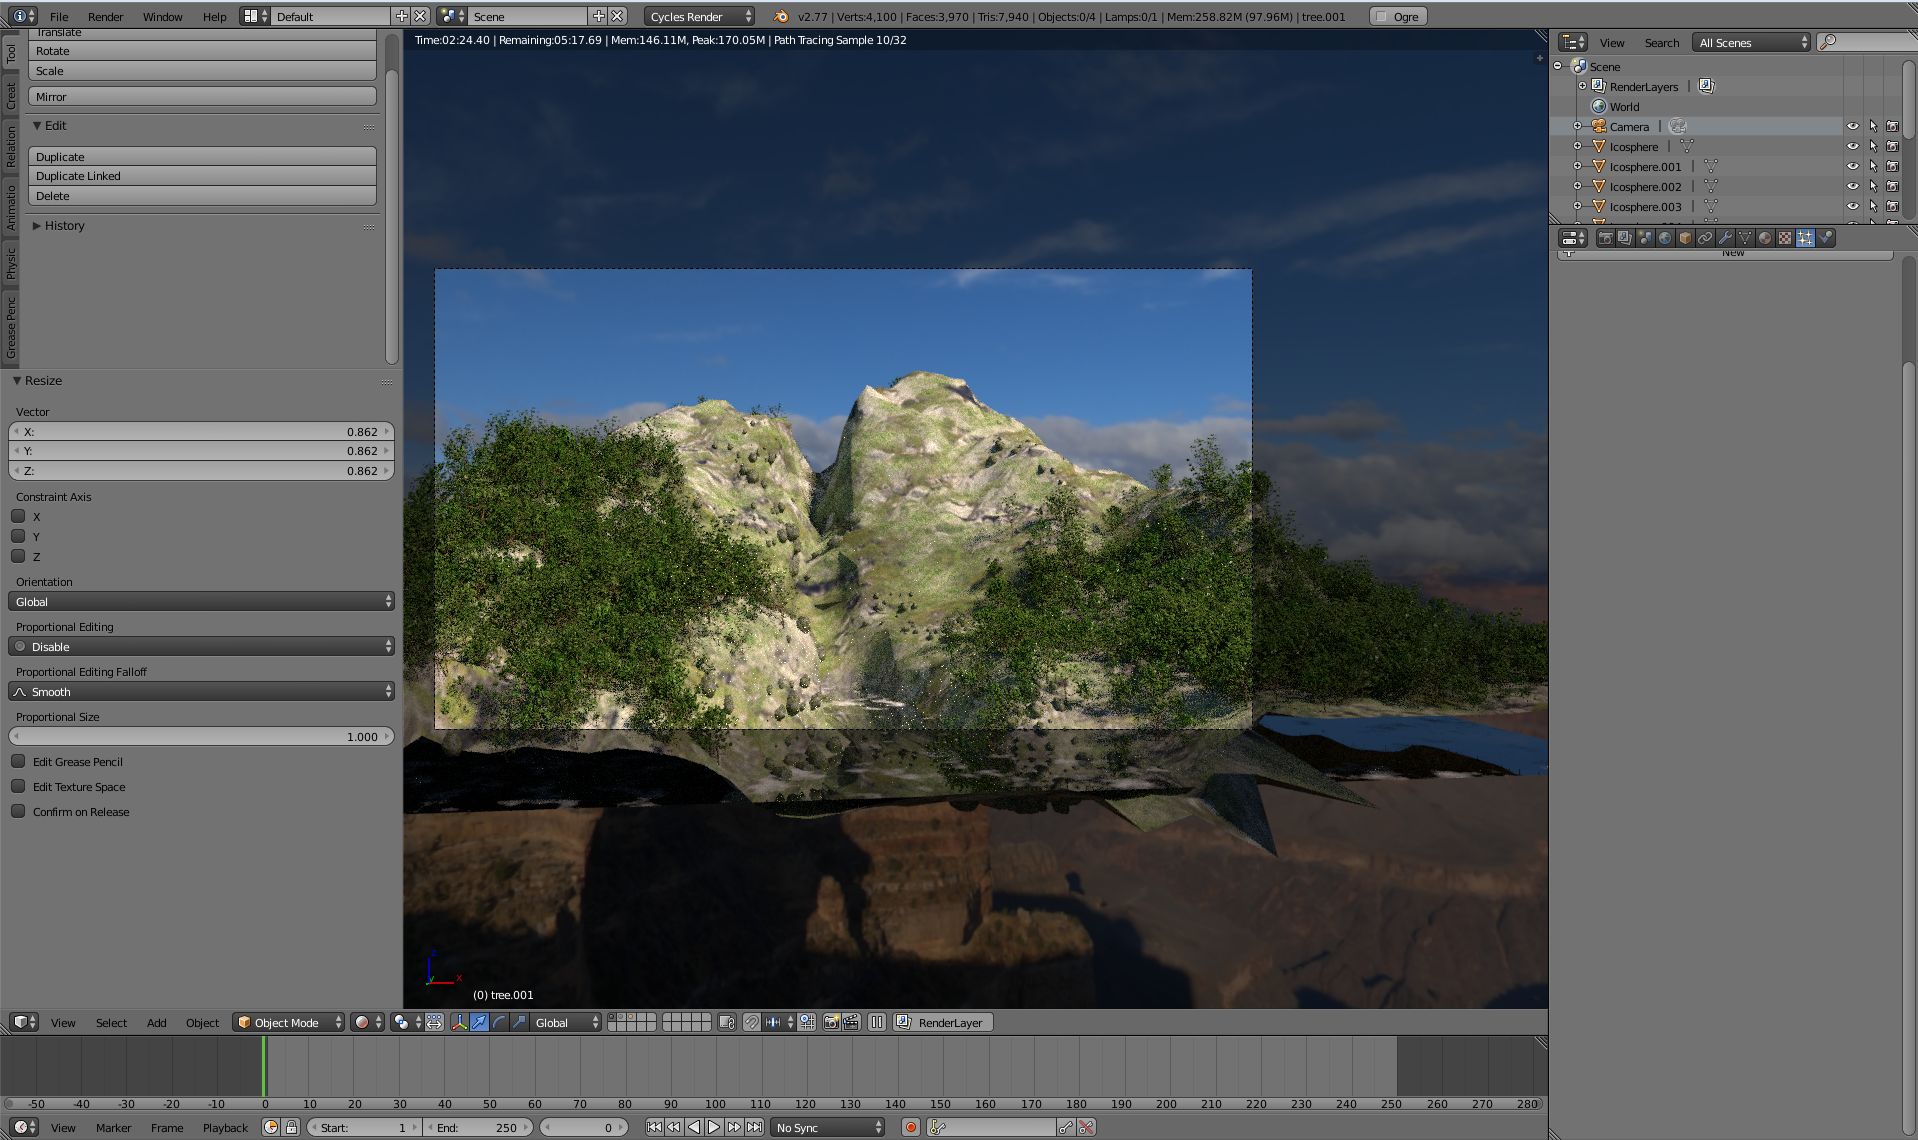 File Render Window Help Default Scene Cycles Render v2.77 | Verts:4,100 | Faces:3,970 | Tris:7,940 | Objects:0/4 | Lamps:0/1 | Mem:258.82M (97.96M) | tree.001 Ogre
Time:02:24.40 | Remaining:05:17.69 | Mem:146.11M, Peak:170.05M | Path Tracing Sample 10/32
Tool
Creat
Relation
Animatio
Physic
Grease Penc
Translate
Rotate
Scale
Mirror
Edit
Duplicate
Duplicate Linked
Delete
History
Resize
Vector
X: 0.862
Y: 0.862
Z: 0.862
Constraint Axis
X
Y
Z
Orientation
Global
Proportional Editing
Disable
Proportional Editing Falloff
Smooth
Proportional Size
1.000
Edit Grease Pencil
Edit Texture Space
Confirm on Release
z
x
(0) tree.001
View Search All Scenes
Scene
RenderLayers |
World
Camera |
Icosphere |
Icosphere.001 |
Icosphere.002 |
Icosphere.003 |
New
View Select Add Object Object Mode Global RenderLayer
-50 -40 -30 -20 -10 0 10 20 30 40 50 60 70 80 90 100 110 120 130 140 150 160 170 180 190 200 210 220 230 240 250 260 270 280
View Marker Frame Playback Start: 1 End: 250 0 No Sync